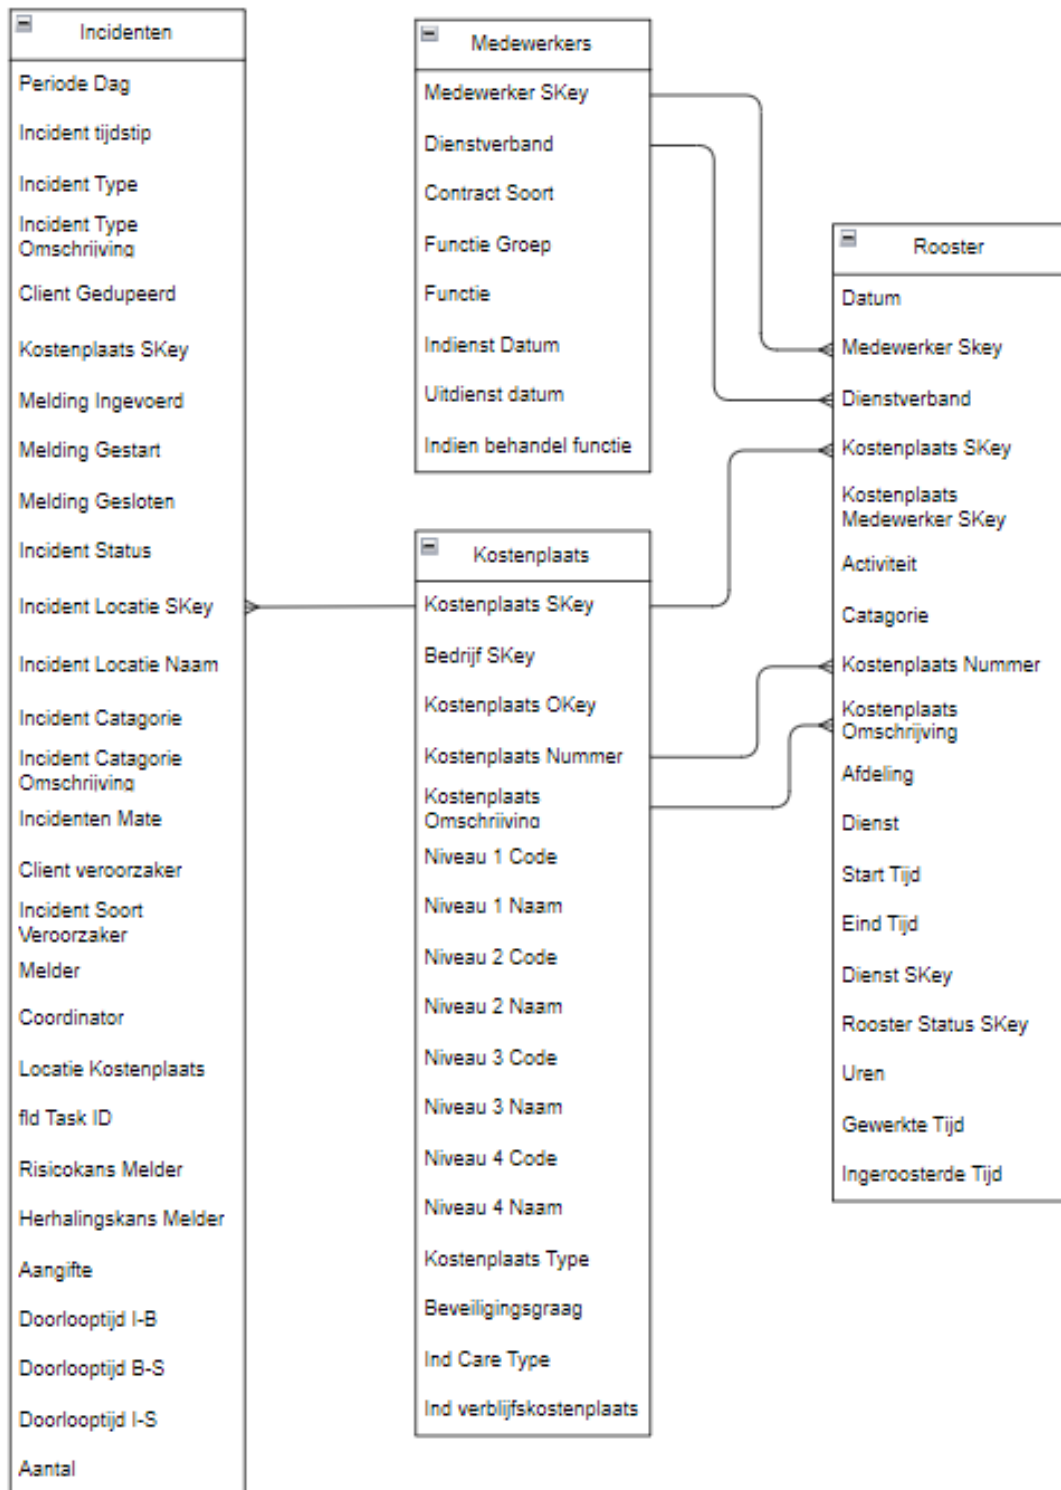 Incidenten
Periode Dag
Incident tijdstip
Incident Type
Incident Type
Omschrijving
Client Gedupeerd
Kostenplaats SKey
Melding Ingevoerd
Melding Gestart
Melding Gesloten
Incident Status
Incident Locatie SKey
Incident Locatie Naam
Incident Catagorie
Incident Catagorie
Omschrijving
Incidenten Mate
Client veroorzaker
Incident Soort
Veroorzaker
Melder
Coordinator
Locatie Kostenplaats
fld Task ID
Risicokans Melder
Herhalingskans Melder
Aangifte
Doorlooptijd I-B
Doorlooptijd B-S
Doorlooptijd I-S
Aantal
Medewerkers
Medewerker SKey
Dienstverband
Contract Soort
Functie Groep
Functie
Indienst Datum
Uitdienst datum
Indien behandel functie
Kostenplaats
Kostenplaats SKey
Bedrijf SKey
Kostenplaats OKey
Kostenplaats Nummer
Kostenplaats
Omschrijving
Niveau 1 Code
Niveau 1 Naam
Niveau 2 Code
Niveau 2 Naam
Niveau 3 Code
Niveau 3 Naam
Niveau 4 Code
Niveau 4 Naam
Kostenplaats Type
Beveiligingsgraag
Ind Care Type
Ind verblijfskostenplaats
Rooster
Datum
Medewerker Skey
Dienstverband
Kostenplaats SKey
Kostenplaats
Medewerker SKey
Activiteit
Catagorie
Kostenplaats Nummer
Kostenplaats
Omschrijving
Afdeling
Dienst
Start Tijd
Eind Tijd
Dienst SKey
Rooster Status SKey
Uren
Gewerkte Tijd
Ingeroosterde Tijd